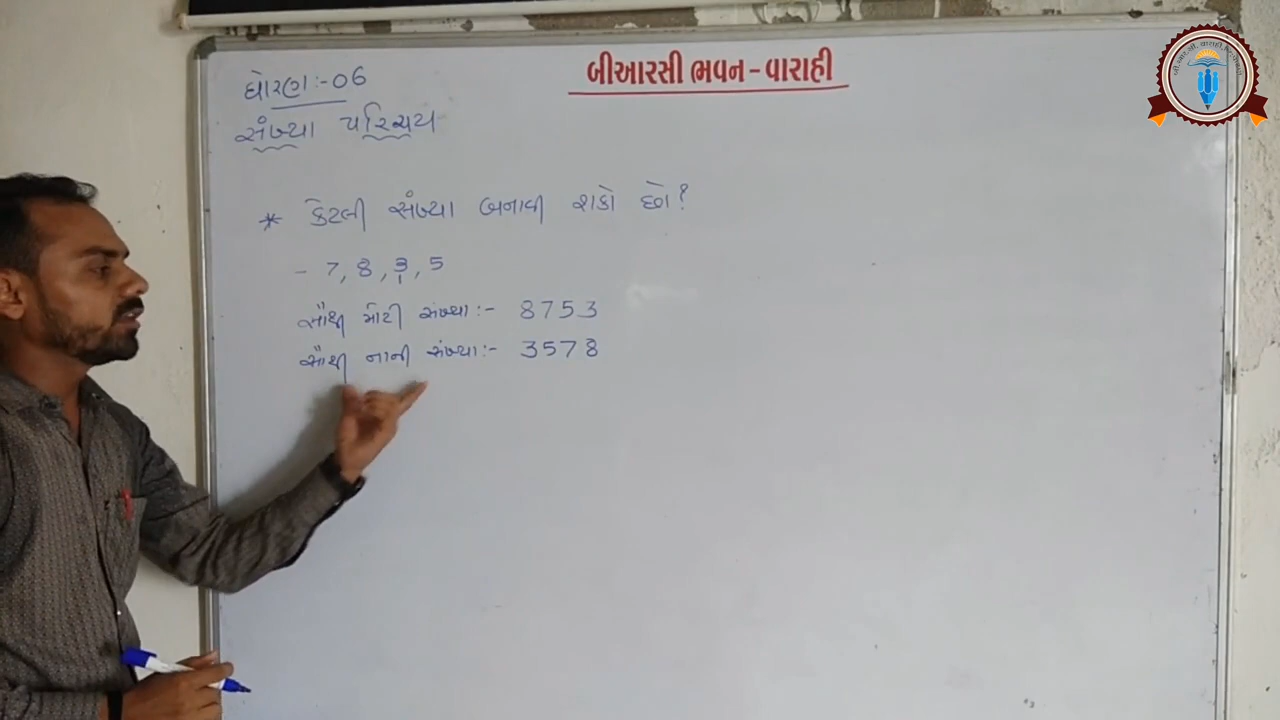 બીઆરસી ભવન - વારાહી
ધોરણ:-06
સંખ્યા પરિચય
* કેટલી સંખ્યા બનાવી શકો છો?
- 7, 8, 3, 5
સૌથી મોટી સંખ્યા:- 8753
સૌથી નાની સંખ્યા:- 3578